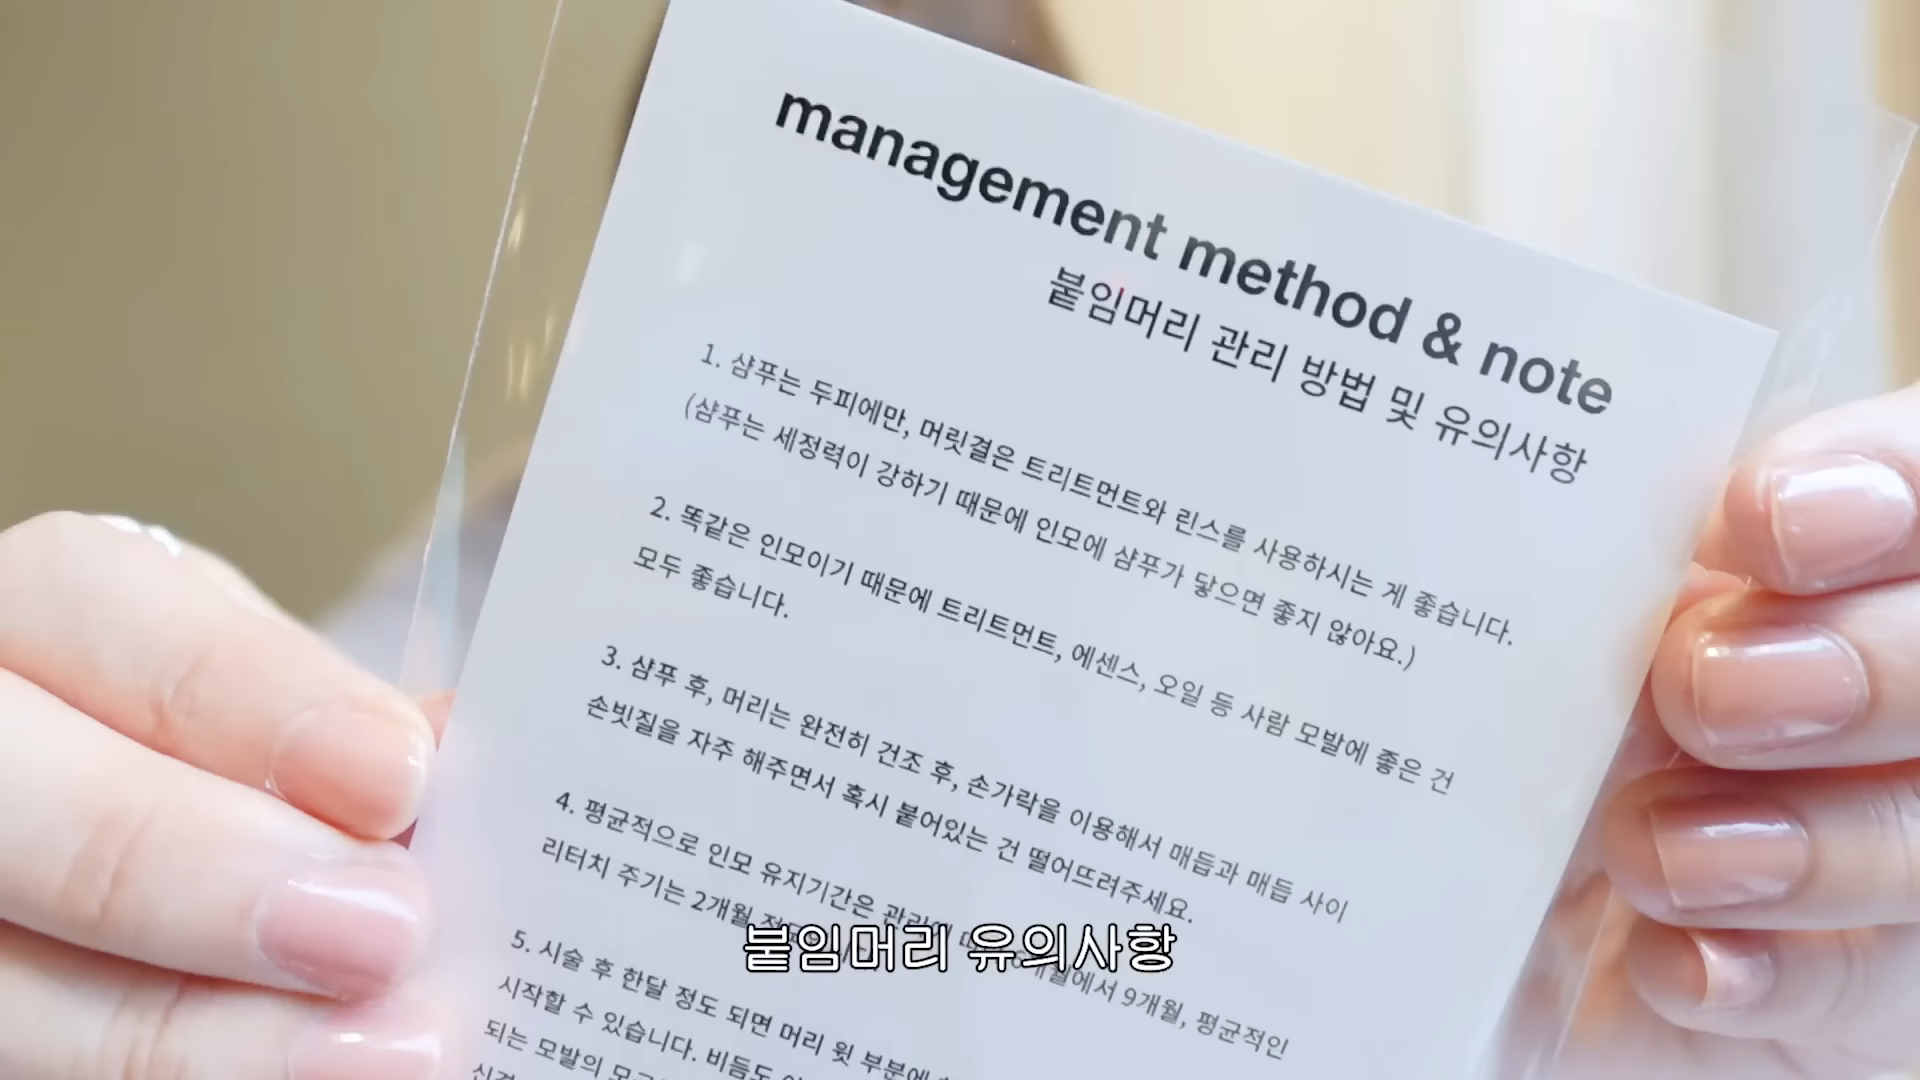 management method & note
붙임머리 관리 방법 및 유의사항
1. 샴푸는 두피에만, 머릿결은 트리트먼트와 린스를 사용하시는 게 좋습니다.
(샴푸는 세정력이 강하기 때문에 인모에 샴푸가 닿으면 좋지 않아요.)
2. 똑같은 인모이기 때문에 트리트먼트, 에센스, 오일 등 사람 모발에 좋은 건
모두 좋습니다.
3. 샴푸 후, 머리는 완전히 건조 후, 손가락을 이용해서 매듭과 매듭 사이
손빗질을 자주 해주면서 혹시 붙어있는 건 떨어뜨려주세요.
4. 평균적으로 인모 유지기간은 9개월, 평균적인
리터치 주기는 2개월
5. 시술 후 한달 정도 되면 머리 윗 부분에
시작할 수 있습니다. 비듬도
되는 모발의
붙임머리 유의사항